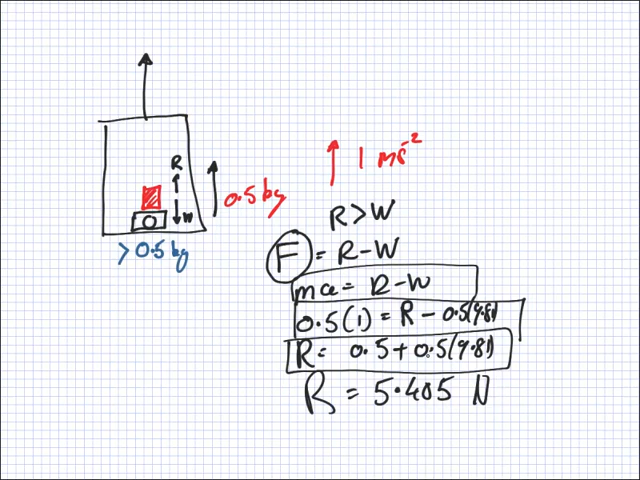 R
W
0.5 kg
> 0.5 kg
1 ms⁻²
R > W
F = R - W
ma = R - W
0.5(1) = R - 0.5(9.81)
R = 0.5 + 0.5(9.81)
R = 5.405 N